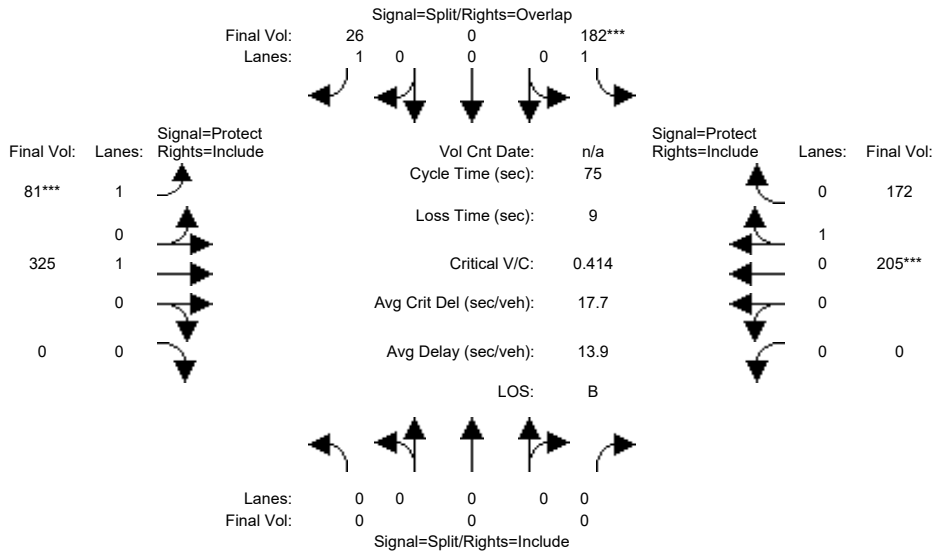 Signal=Split/Rights=Overlap
Final Vol: 26 0 182***
Lanes: 1 0 0 0 1
Signal=Protect
Final Vol: Lanes: Rights=Include
Vol Cnt Date: n/a
Signal=Protect
Rights=Include Lanes: Final Vol:
Cycle Time (sec): 75
81*** 1
0 172
Loss Time (sec): 9
0
1
325 1
Critical V/C: 0.414
0 205***
0
Avg Crit Del (sec/veh): 17.7
0
0 0
Avg Delay (sec/veh): 13.9
0 0
LOS: B
Lanes: 0 0 0 0 0
Final Vol: 0 0 0
Signal=Split/Rights=Include